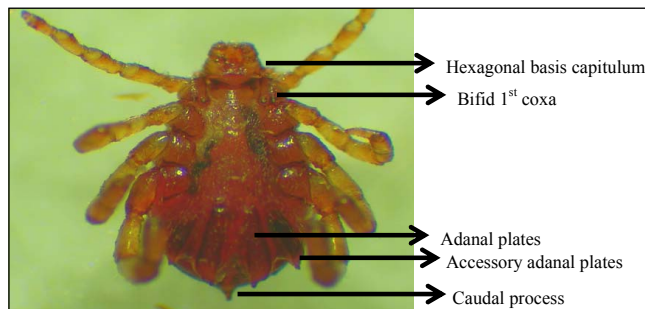 Hexagonal basis capitulum
Bifid 1st coxa
Adanal plates
Accessory adanal plates
Caudal process